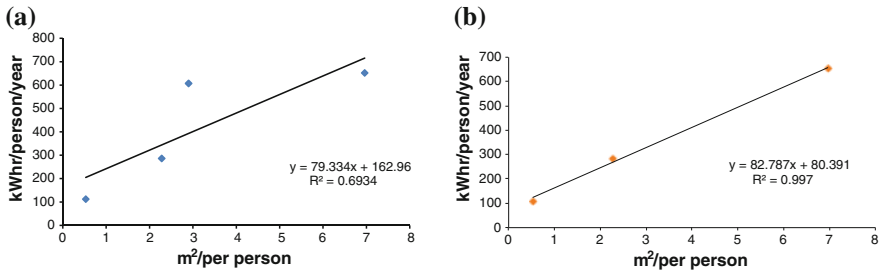 (a)
kWhr/person/year
800
700
600
500
400
300
200
100
0
y = 79.334x + 162.96
R² = 0.6934
0 1 2 3 4 5 6 7 8
m²/per person
(b)
kWhr/person/year
700
600
500
400
300
200
100
0
y = 82.787x + 80.391
R² = 0.997
0 1 2 3 4 5 6 7 8
m²/per person